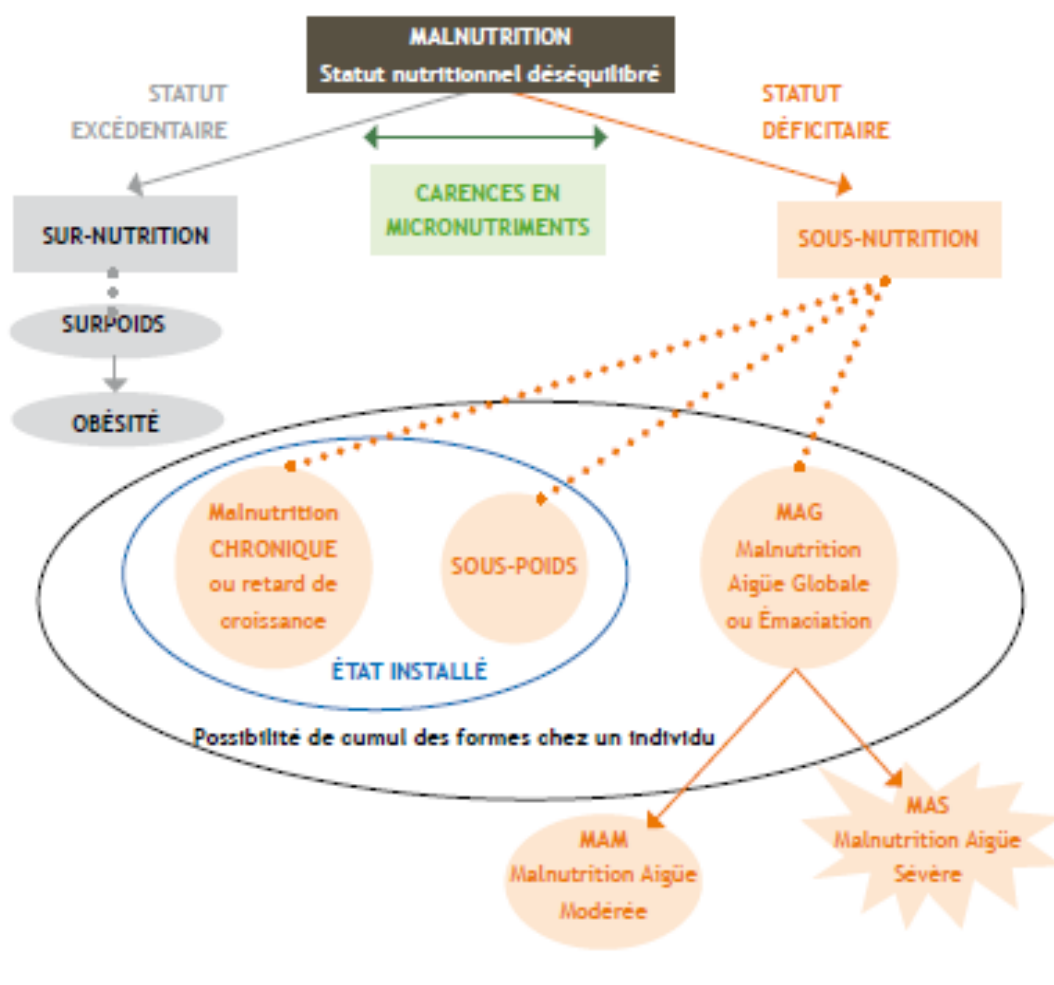 MALNUTRITION
Statut nutritionnel déséquilibré
STATUT
EXCÉDENTAIRE
STATUT
DÉFICITAIRE
CARENCES EN
MICRONUTRIMENTS
SUR-NUTRITION
SOUS-NUTRITION
SURPOIDS
OBÉSITÉ
Malnutrition
CHRONIQUE
ou retard de
croissance
SOUS-POIDS
MAG
Malnutrition
Aigüe Globale
ou Émaciation
ÉTAT INSTALLÉ
Possibilité de cumul des formes chez un individu
MAM
Malnutrition Aigüe
Modérée
MAS
Malnutrition Aigüe
Sévère